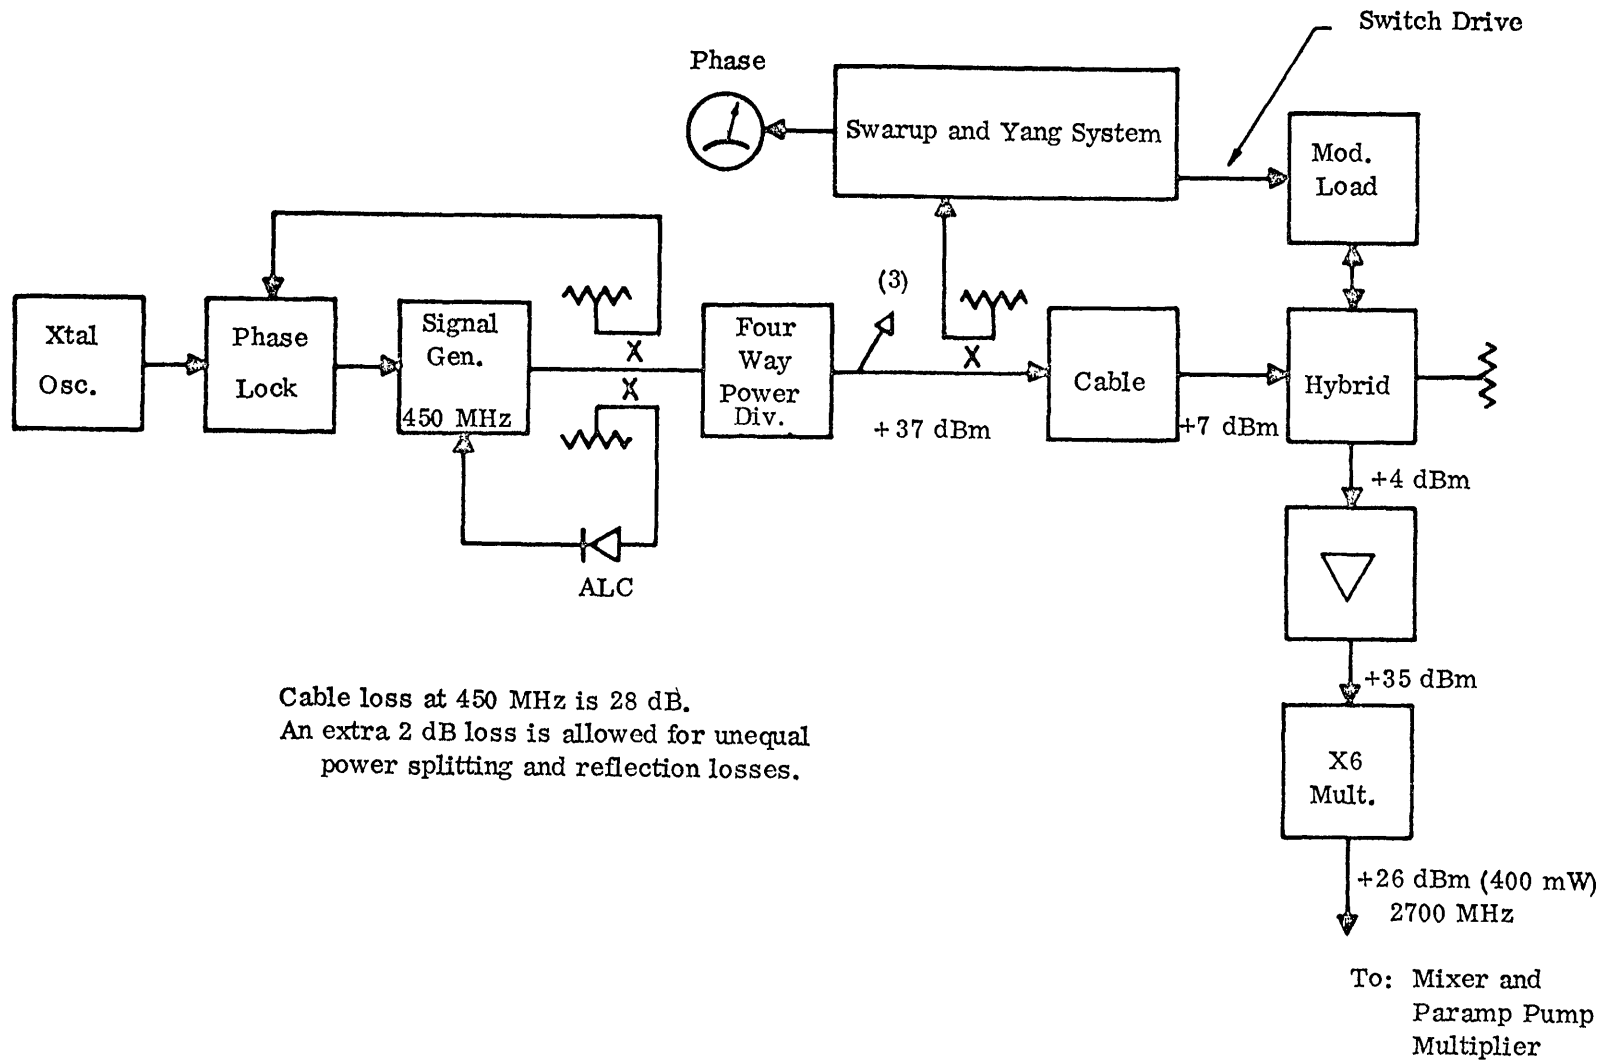 Switch Drive
Phase
Swarup and Yang System
Mod.
Load
(3)
Xtal
Osc.
Phase
Lock
Signal
Gen.
450 MHz
X
X
Four
Way
Power
Div.
X
+37 dBm
Cable
+7 dBm
Hybrid
+4 dBm
ALC
+35 dBm
Cable loss at 450 MHz is 28 dB.
An extra 2 dB loss is allowed for unequal
power splitting and reflection losses.
X6
Mult.
+26 dBm (400 mW)
2700 MHz
To: Mixer and
Paramp Pump
Multiplier